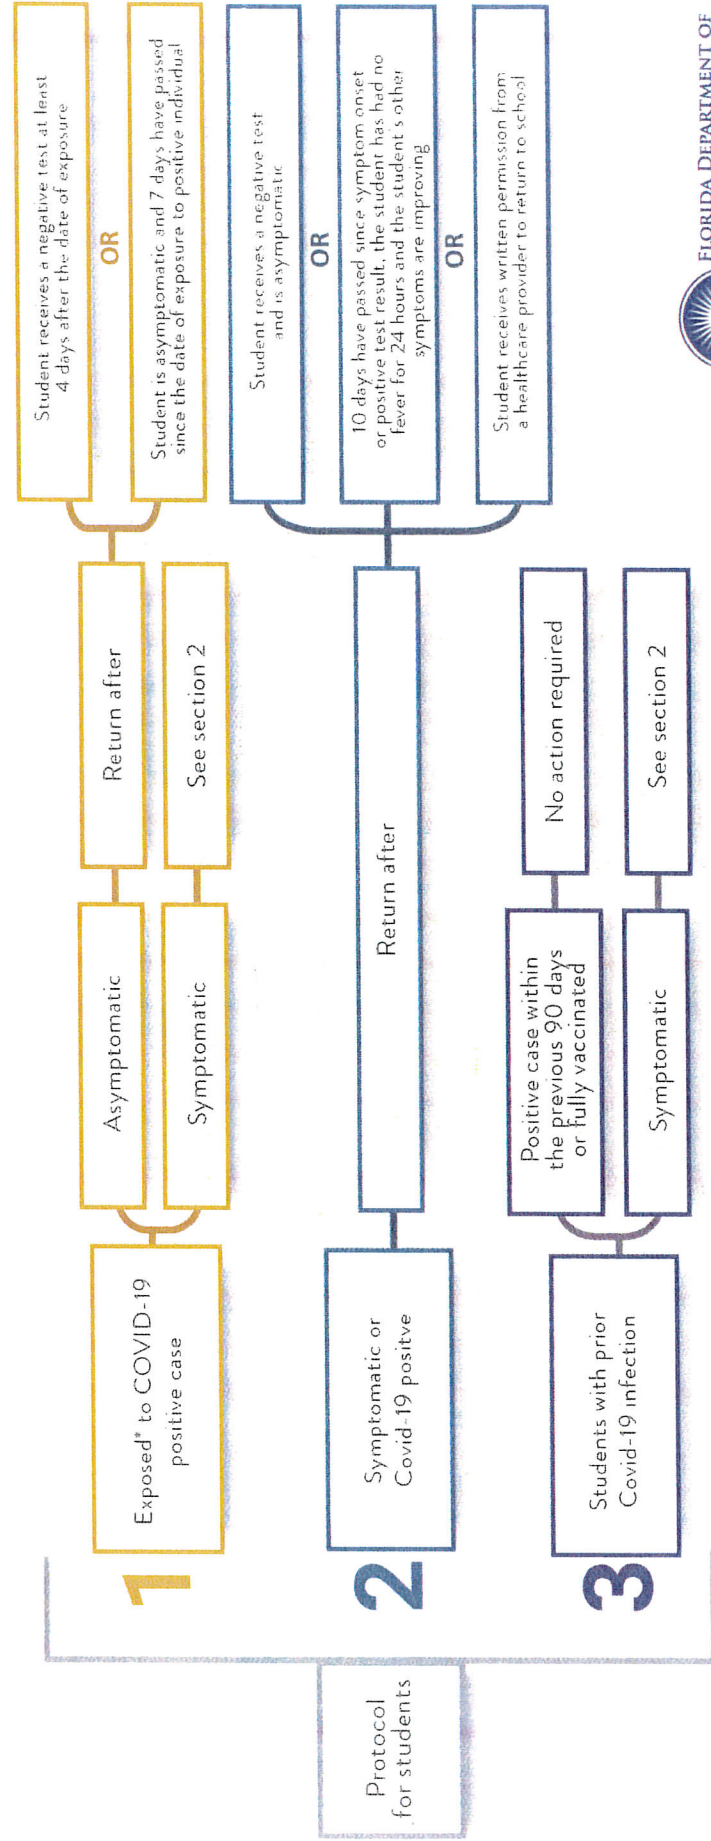 Protocol
for students
1
Exposed* to COVID-19
positive case
Asymptomatic
Return after
Student receives a negative test at least
4 days after the date of exposure
OR
Student is asymptomatic and 7 days have passed
since the date of exposure to positive individual
Symptomatic
See section 2
2
Symptomatic or
Covid-19 positve
Return after
Student receives a negative test
and is asymptomatic
OR
10 days have passed since symptom onset
or positive test result, the student has had no
fever for 24 hours and the student's other
symptoms are improving
OR
Student receives written permission from
a healthcare provider to return to school
3
Students with prior
Covid-19 infection
Positive case within
the previous 90 days
or fully vaccinated
No action required
Symptomatic
See section 2
FLORIDA DEPARTMENT OF